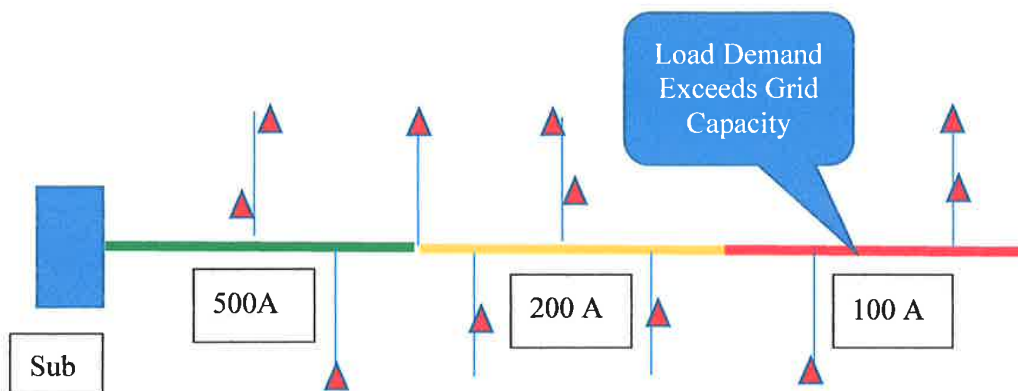 Load Demand
Exceeds Grid
Capacity
500A
200 A
100 A
Sub